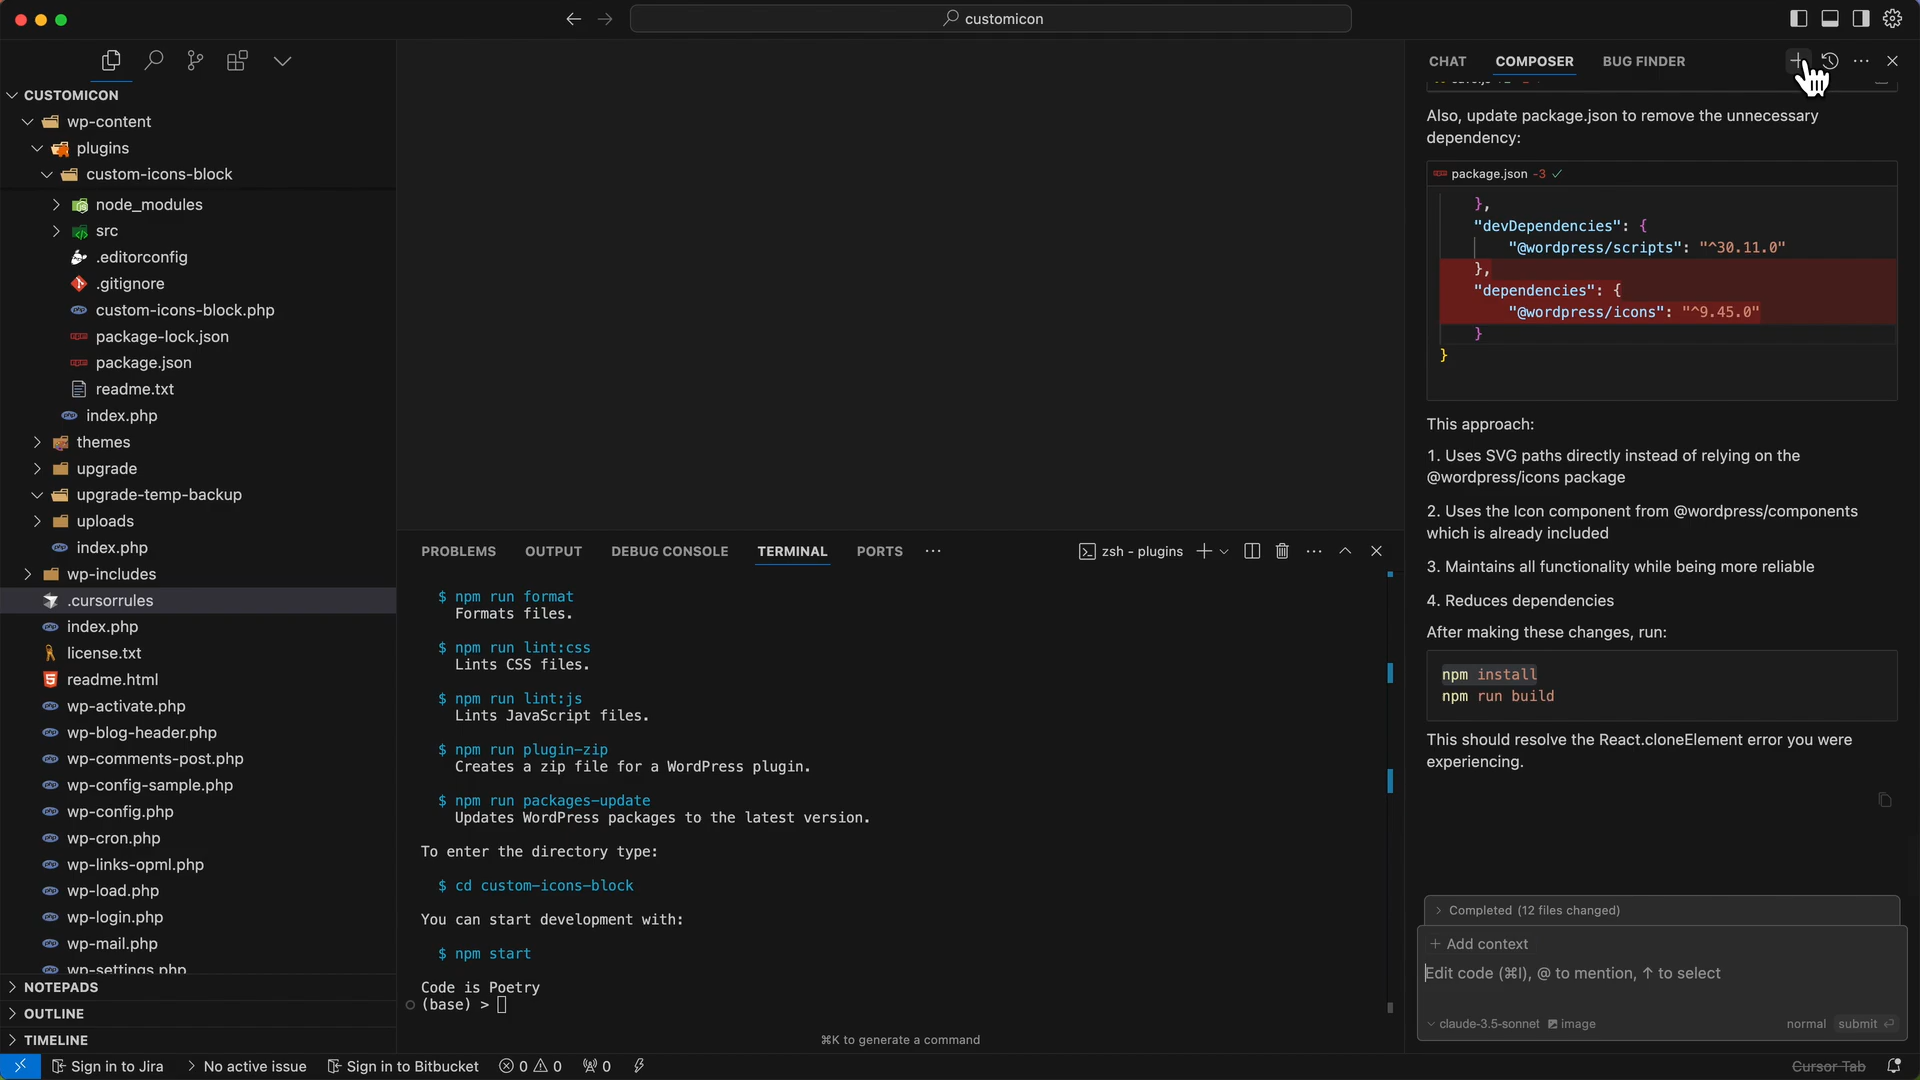 customicon
CUSTOMICON
wp-content
plugins
custom-icons-block
node_modules
src
.editorconfig
.gitignore
custom-icons-block.php
package-lock.json
package.json
readme.txt
index.php
themes
upgrade
upgrade-temp-backup
uploads
index.php
wp-includes
.cursorrules
index.php
license.txt
readme.html
wp-activate.php
wp-blog-header.php
wp-comments-post.php
wp-config-sample.php
wp-config.php
wp-cron.php
wp-links-opml.php
wp-load.php
wp-login.php
wp-mail.php
wp-settings.php
NOTEPADS
OUTLINE
TIMELINE
PROBLEMS OUTPUT DEBUG CONSOLE TERMINAL PORTS ··· zsh - plugins
$ npm run format
Formats files.
$ npm run lint:css
Lints CSS files.
$ npm run lint:js
Lints JavaScript files.
$ npm run plugin-zip
Creates a zip file for a WordPress plugin.
$ npm run packages-update
Updates WordPress packages to the latest version.
To enter the directory type:
$ cd custom-icons-block
You can start development with:
$ npm start
Code is Poetry
(base) >
⌘K to generate a command
CHAT COMPOSER BUG FINDER
Also, update package.json to remove the unnecessary
dependency:
package.json -3 ✓
},
"devDependencies": {
"@wordpress/scripts": "^30.11.0"
},
"dependencies": {
"@wordpress/icons": "^9.45.0"
}
}
This approach:
1. Uses SVG paths directly instead of relying on the
@wordpress/icons package
2. Uses the Icon component from @wordpress/components
which is already included
3. Maintains all functionality while being more reliable
4. Reduces dependencies
After making these changes, run:
npm install
npm run build
This should resolve the React.cloneElement error you were
experiencing.
Completed (12 files changed)
+ Add context
Edit code (⌘I), @ to mention, ↑ to select
claude-3.5-sonnet image normal submit ↵
Sign in to Jira No active issue Sign in to Bitbucket 0 0 0 Cursor Tab